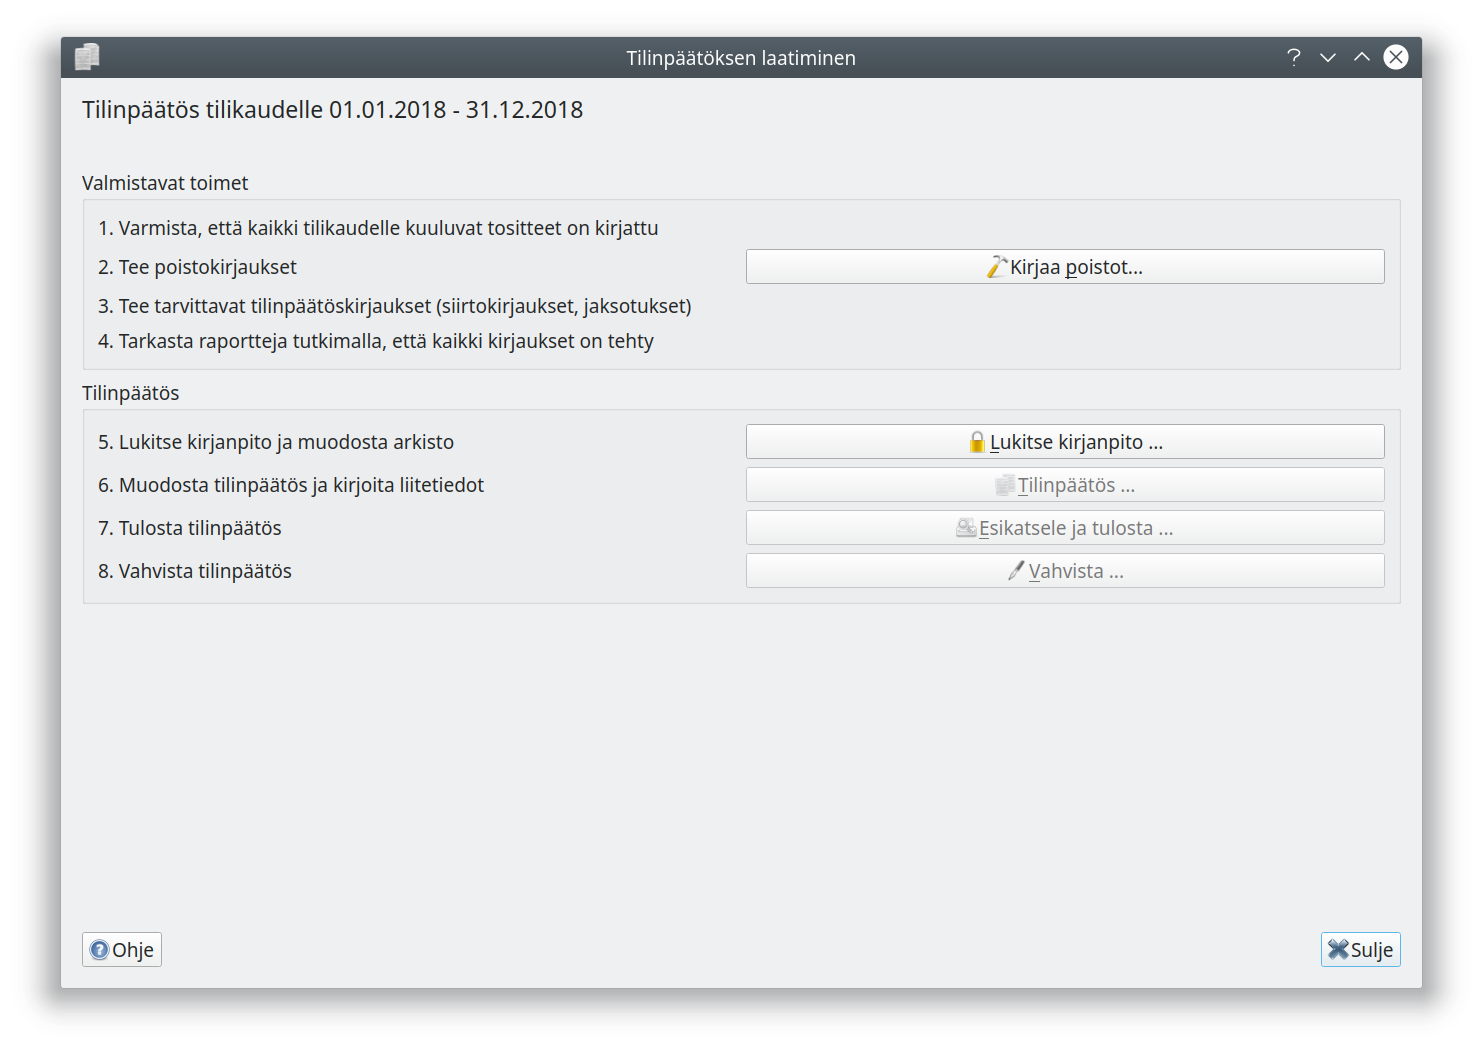 Tilinpäätöksen laatiminen
Tilinpäätös tilikaudelle 01.01.2018 - 31.12.2018
Valmistavat toimet
1. Varmista, että kaikki tilikaudelle kuuluvat tositteet on kirjattu
2. Tee poistokirjaukset
Kirjaa poistot...
3. Tee tarvittavat tilinpäätöskirjaukset (siirtokirjaukset, jaksotukset)
4. Tarkasta raportteja tutkimalla, että kaikki kirjaukset on tehty
Tilinpäätös
5. Lukitse kirjanpito ja muodosta arkisto
Lukitse kirjanpito ...
6. Muodosta tilinpäätös ja kirjoita liitetiedot
Tilinpäätös ...
7. Tulosta tilinpäätös
Esikatsele ja tulosta ...
8. Vahvista tilinpäätös
Vahvista ...
Ohje
Sulje